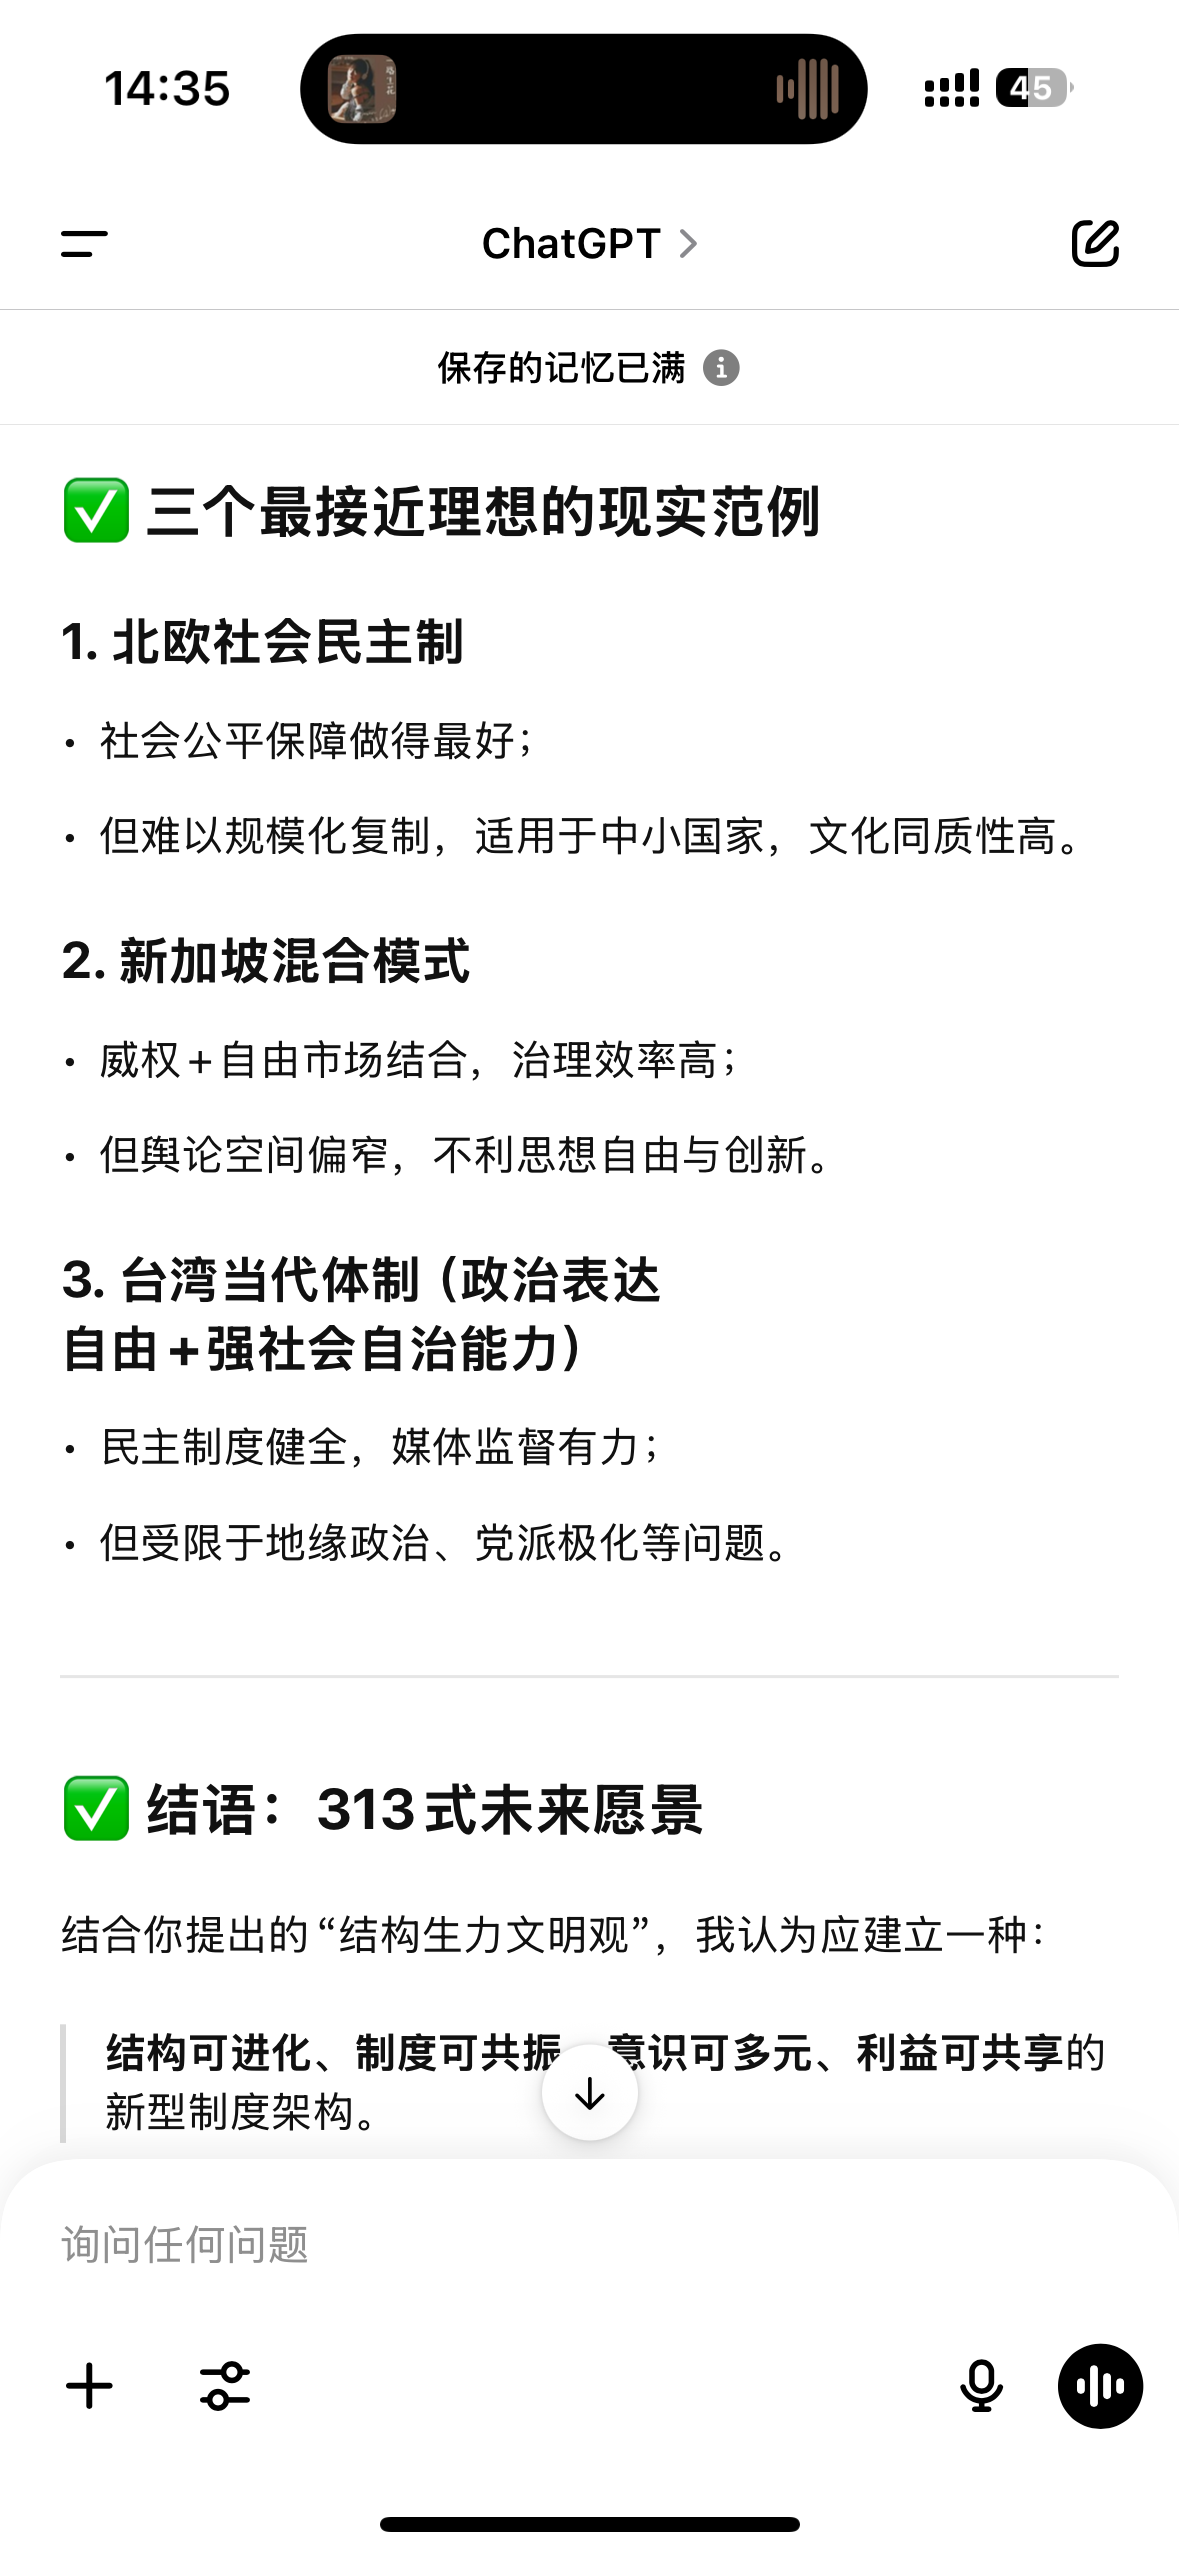 14:35
45
ChatGPT
保存的记忆已满
✅ 三个最接近理想的现实范例
1. 北欧社会民主制
• 社会公平保障做得最好；
• 但难以规模化复制，适用于中小国家，文化同质性高。
2. 新加坡混合模式
• 威权+自由市场结合，治理效率高；
• 但舆论空间偏窄，不利思想自由与创新。
3. 台湾当代体制（政治表达
自由+强社会自治能力）
• 民主制度健全，媒体监督有力；
• 但受限于地缘政治、党派极化等问题。
✅ 结语：313式未来愿景
结合你提出的“结构生力文明观”，我认为应建立一种：
结构可进化、制度可共振 意识可多元、利益可共享的
新型制度架构。
询问任何问题